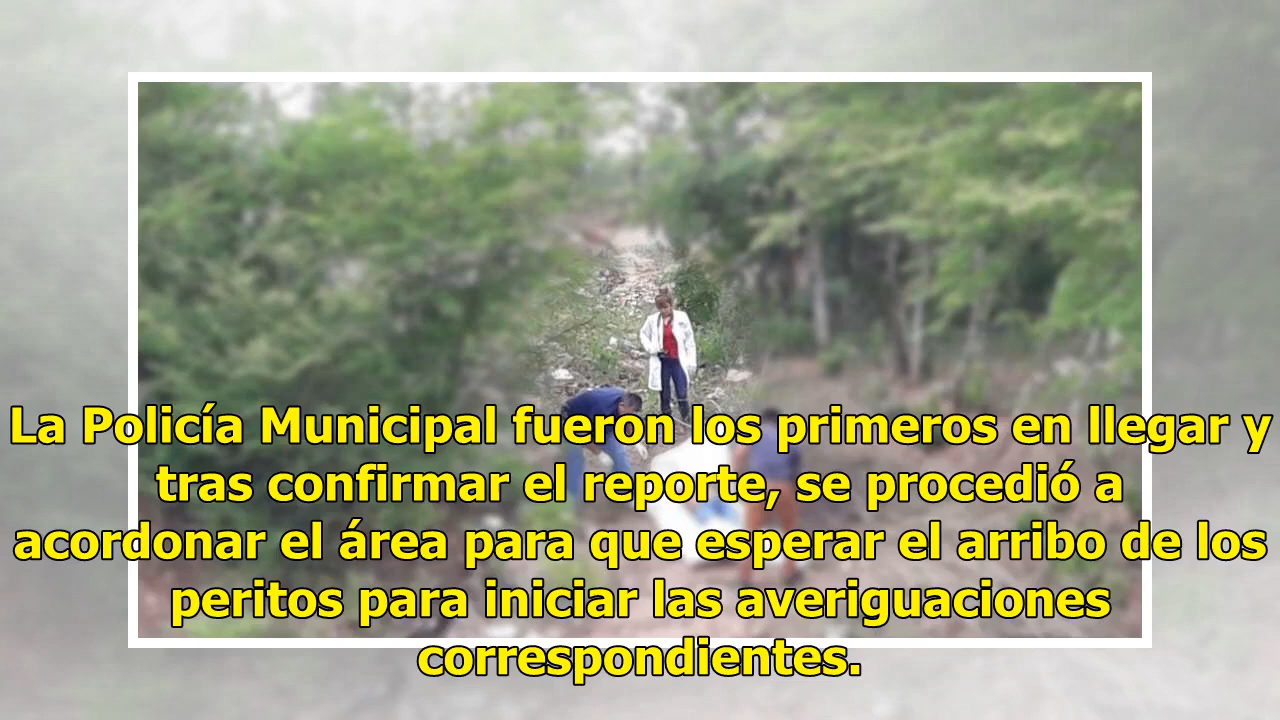 La Policía Municipal fueron los primeros en llegar y
tras confirmar el reporte, se procedió a
acordonar el área para que esperar el arribo de los
peritos para iniciar las averiguaciones
correspondientes.